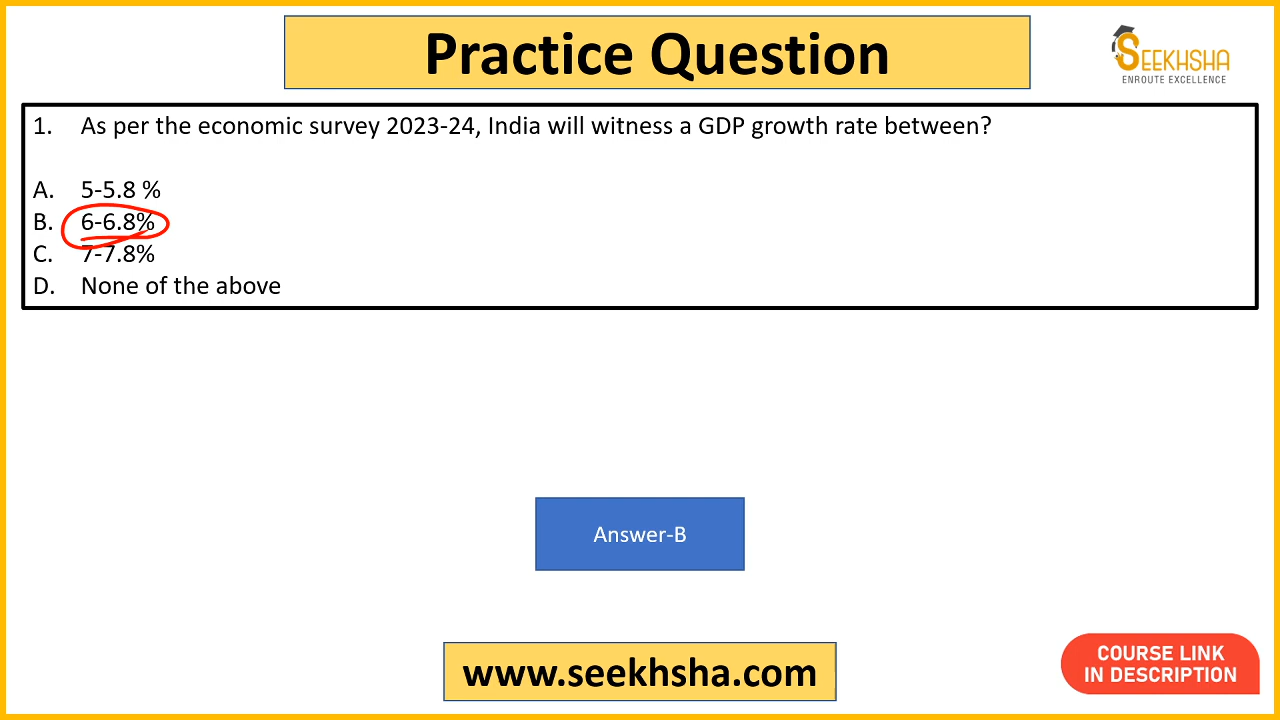 Practice Question
SEEKHSHA
ENROUTE EXCELLENCE
1. As per the economic survey 2023-24, India will witness a GDP growth rate between?
A. 5-5.8 %
B. 6-6.8%
C. 7-7.8%
D. None of the above
Answer-B
www.seekhsha.com
COURSE LINK
IN DESCRIPTION